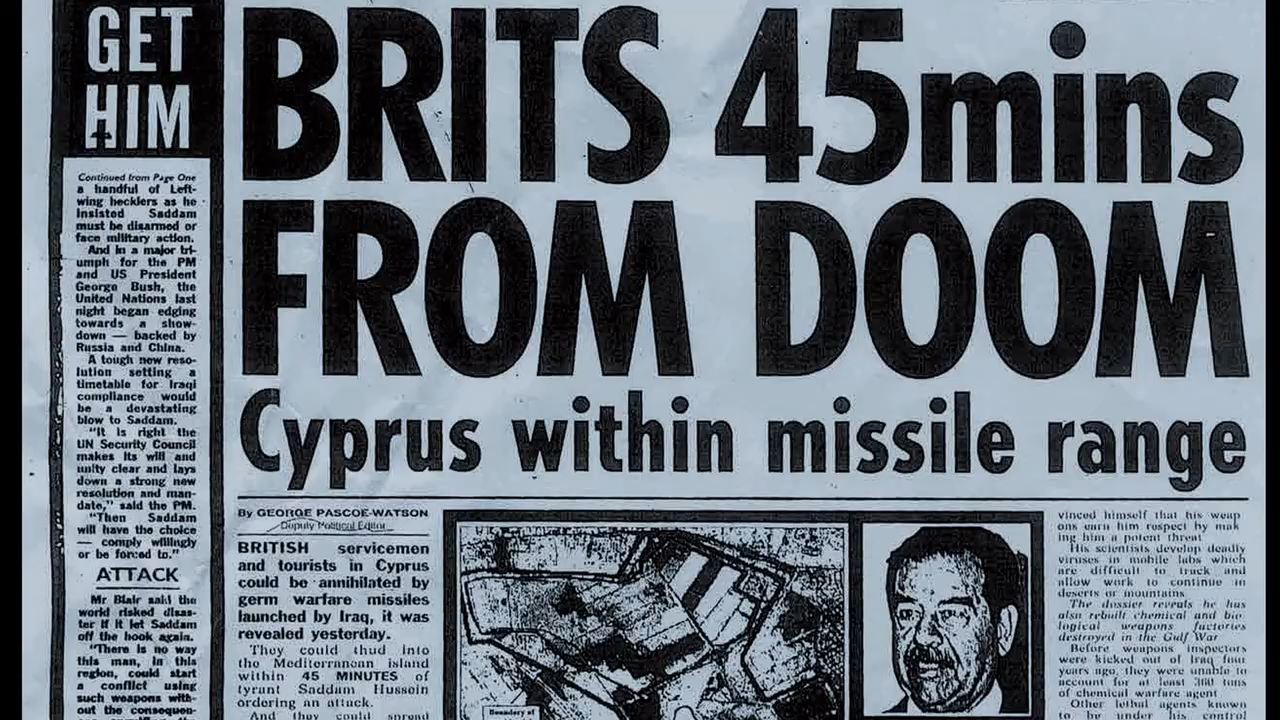 GET
HIM
Continued from Page One
a handful of Left-
wing hecklers as he
insisted Saddam
must be disarmed or
face military action.
And in a major tri-
umph for the PM
and US President
George Bush, the
United Nations last
night began edging
towards a show-
down — backed by
Russia and China.
A tough new reso-
lution setting a
timetable for Iraqi
compliance would
be a devastating
blow to Saddam.
"It is right the
UN Security Council
makes its will and
unity clear and lays
down a strong new
resolution and man-
date," said the PM.
"Then Saddam
will have the choice
— comply willingly
or be forced to."
ATTACK
Mr Blair said the
world risked disas-
ter if it let Saddam
off the hook again.
"There is no way
this man, in this
region, could start
a conflict using
such weapons with-
out the consequen-
BRITS 45mins
FROM DOOM
Cyprus within missile range
By GEORGE PASCOE-WATSON
Deputy Political Editor
BRITISH servicemen
and tourists in Cyprus
could be annihilated by
germ warfare missiles
launched by Iraq, it was
revealed yesterday.
They could thud into
the Mediterranean island
within 45 MINUTES of
tyrant Saddam Hussein
ordering an attack.
And they could spread
Boundary of
vinced himself that his weap
ons earn him respect by mak
ing him a potent threat
His scientists develop deadly
viruses in mobile labs which
are difficult to track and
allow work to continue in
deserts or mountains
The dossier reveals he has
also rebuilt chemical and bio
logical weapons factories
destroyed in the Gulf War
Before weapons inspectors
were kicked out of Iraq four
years ago, they were unable to
account for at least 360 tons
of chemical warfare agent
Other lethal agents known